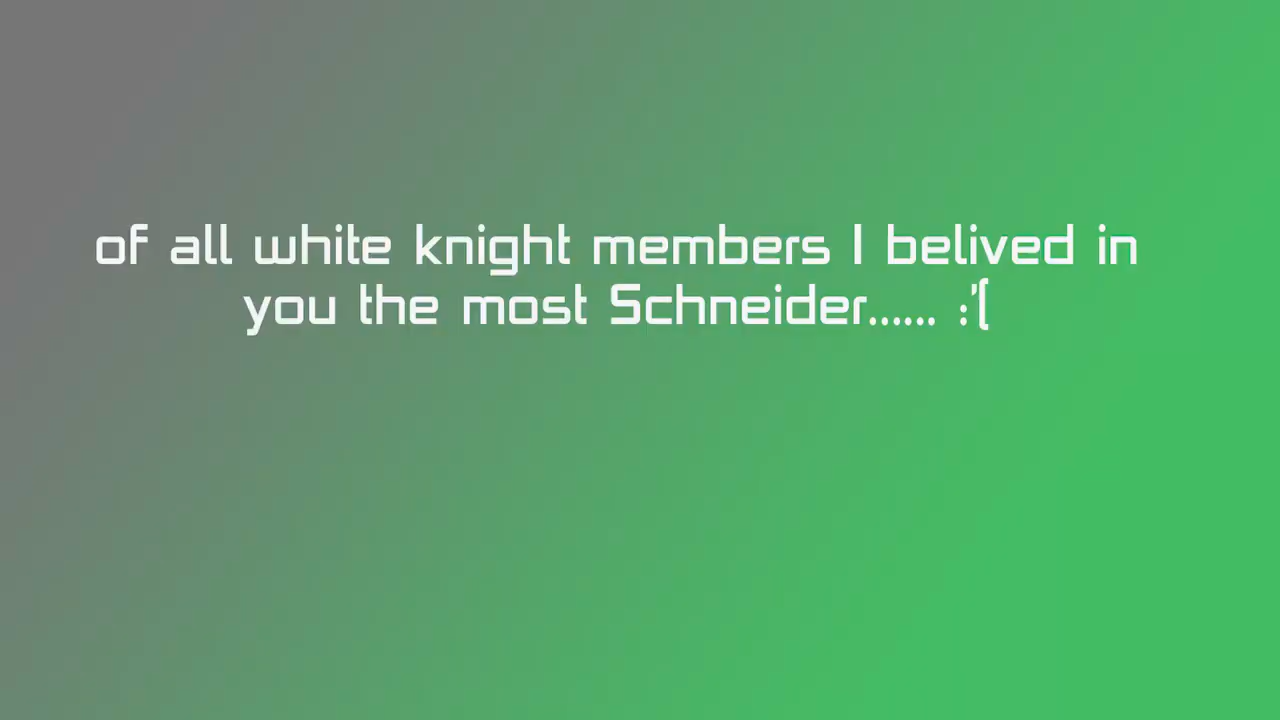 of all white knight members I belived in
you the most Schneider...... :'(